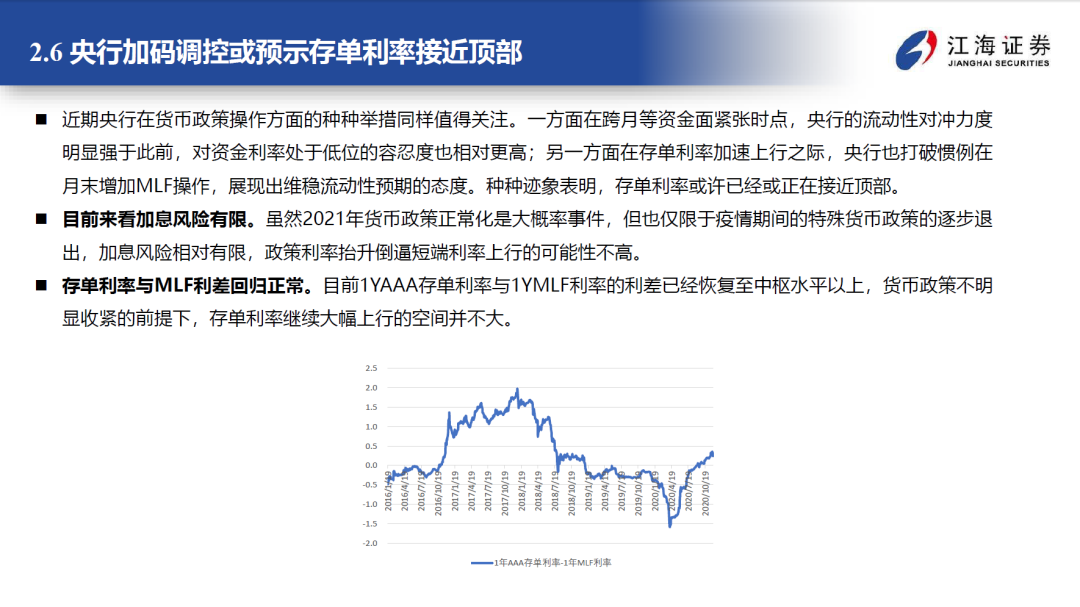 2.6 央行加码调控或预示存单利率接近顶部
江海证券
JIANGHAI SECURITIES
■ 近期央行在货币政策操作方面的种种举措同样值得关注。一方面在跨月等资金面紧张时点，央行的流动性对冲力度
明显强于此前，对资金利率处于低位的容忍度也相对更高；另一方面在存单利率加速上行之际，央行也打破惯例在
月末增加MLF操作，展现出维稳流动性预期的态度。种种迹象表明，存单利率或许已经或正在接近顶部。
■ 目前来看加息风险有限。虽然2021年货币政策正常化是大概率事件，但也仅限于疫情期间的特殊货币政策的逐步退
出，加息风险相对有限，政策利率抬升倒逼短端利率上行的可能性不高。
■ 存单利率与MLF利差回归正常。目前1YAAA存单利率与1YMLF利率的利差已经恢复至中枢水平以上，货币政策不明
显收紧的前提下，存单利率继续大幅上行的空间并不大。
2.5
2.0
1.5
1.0
0.5
0.0
-0.5
-1.0
-1.5
-2.0
2016/1/19
2016/4/19
2016/7/19
2016/10/19
2017/1/19
2017/4/19
2017/7/19
2017/10/19
2018/1/19
2018/4/19
2018/7/19
2018/10/19
2019/1/19
2019/4/19
2019/7/19
2019/10/19
2020/1/19
2020/4/19
2020/7/19
2020/10/19
1年AAA存单利率-1年MLF利率